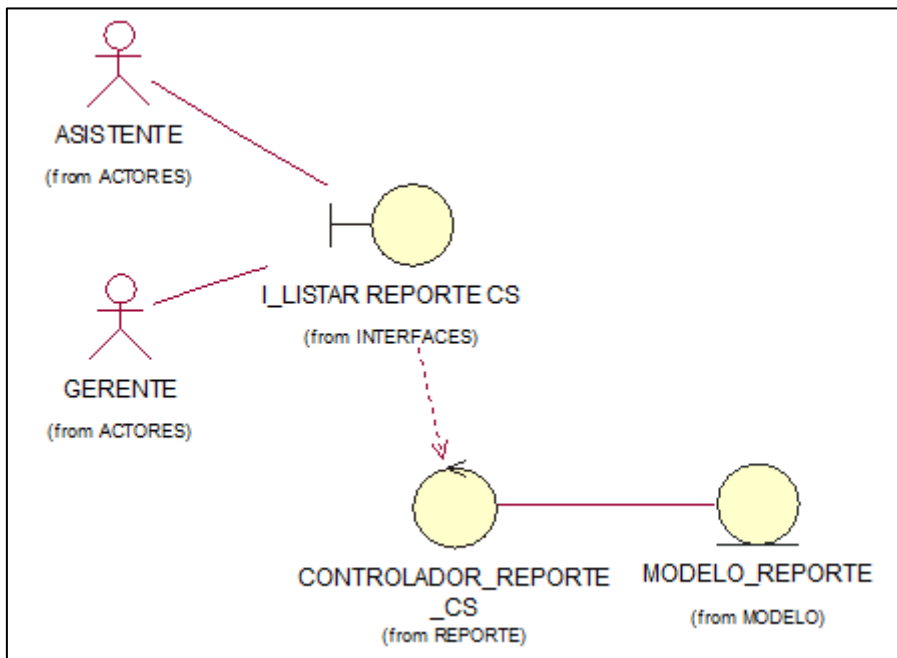 ASISTENTE
(from ACTORES)
I_LISTAR REPORTE CS
(from INTERFACES)
GERENTE
(from ACTORES)
CONTROLADOR_REPORTE
_CS
(from REPORTE)
MODELO_REPORTE
(from MODELO)